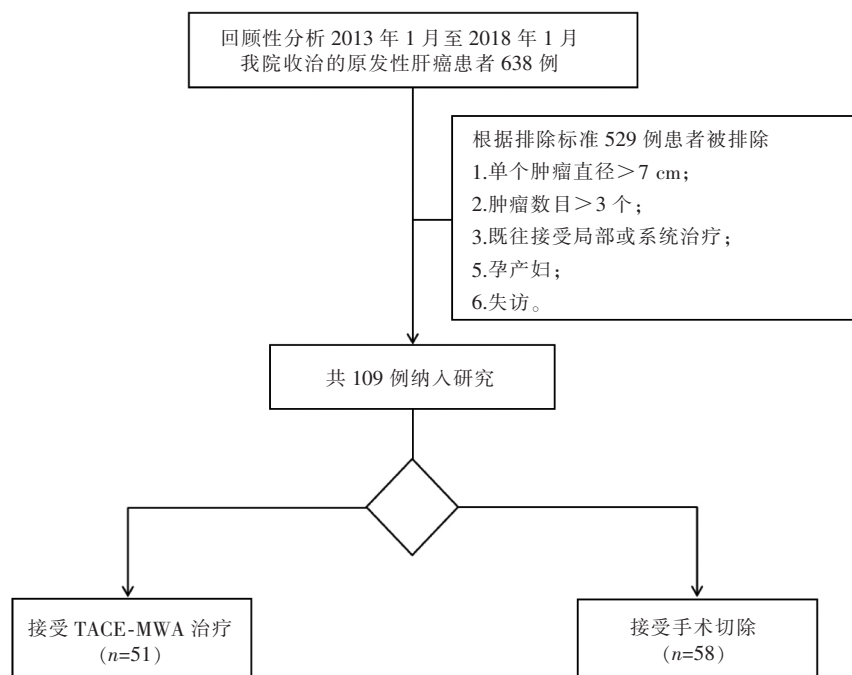 回顾性分析 2013 年 1 月至 2018 年 1 月
我院收治的原发性肝癌患者 638 例
根据排除标准 529 例患者被排除
1.单个肿瘤直径＞7 cm；
2.肿瘤数目＞3 个；
3.既往接受局部或系统治疗；
5.孕产妇；
6.失访。
共 109 例纳入研究
接受 TACE-MWA 治疗
(n=51)
接受手术切除
(n=58)